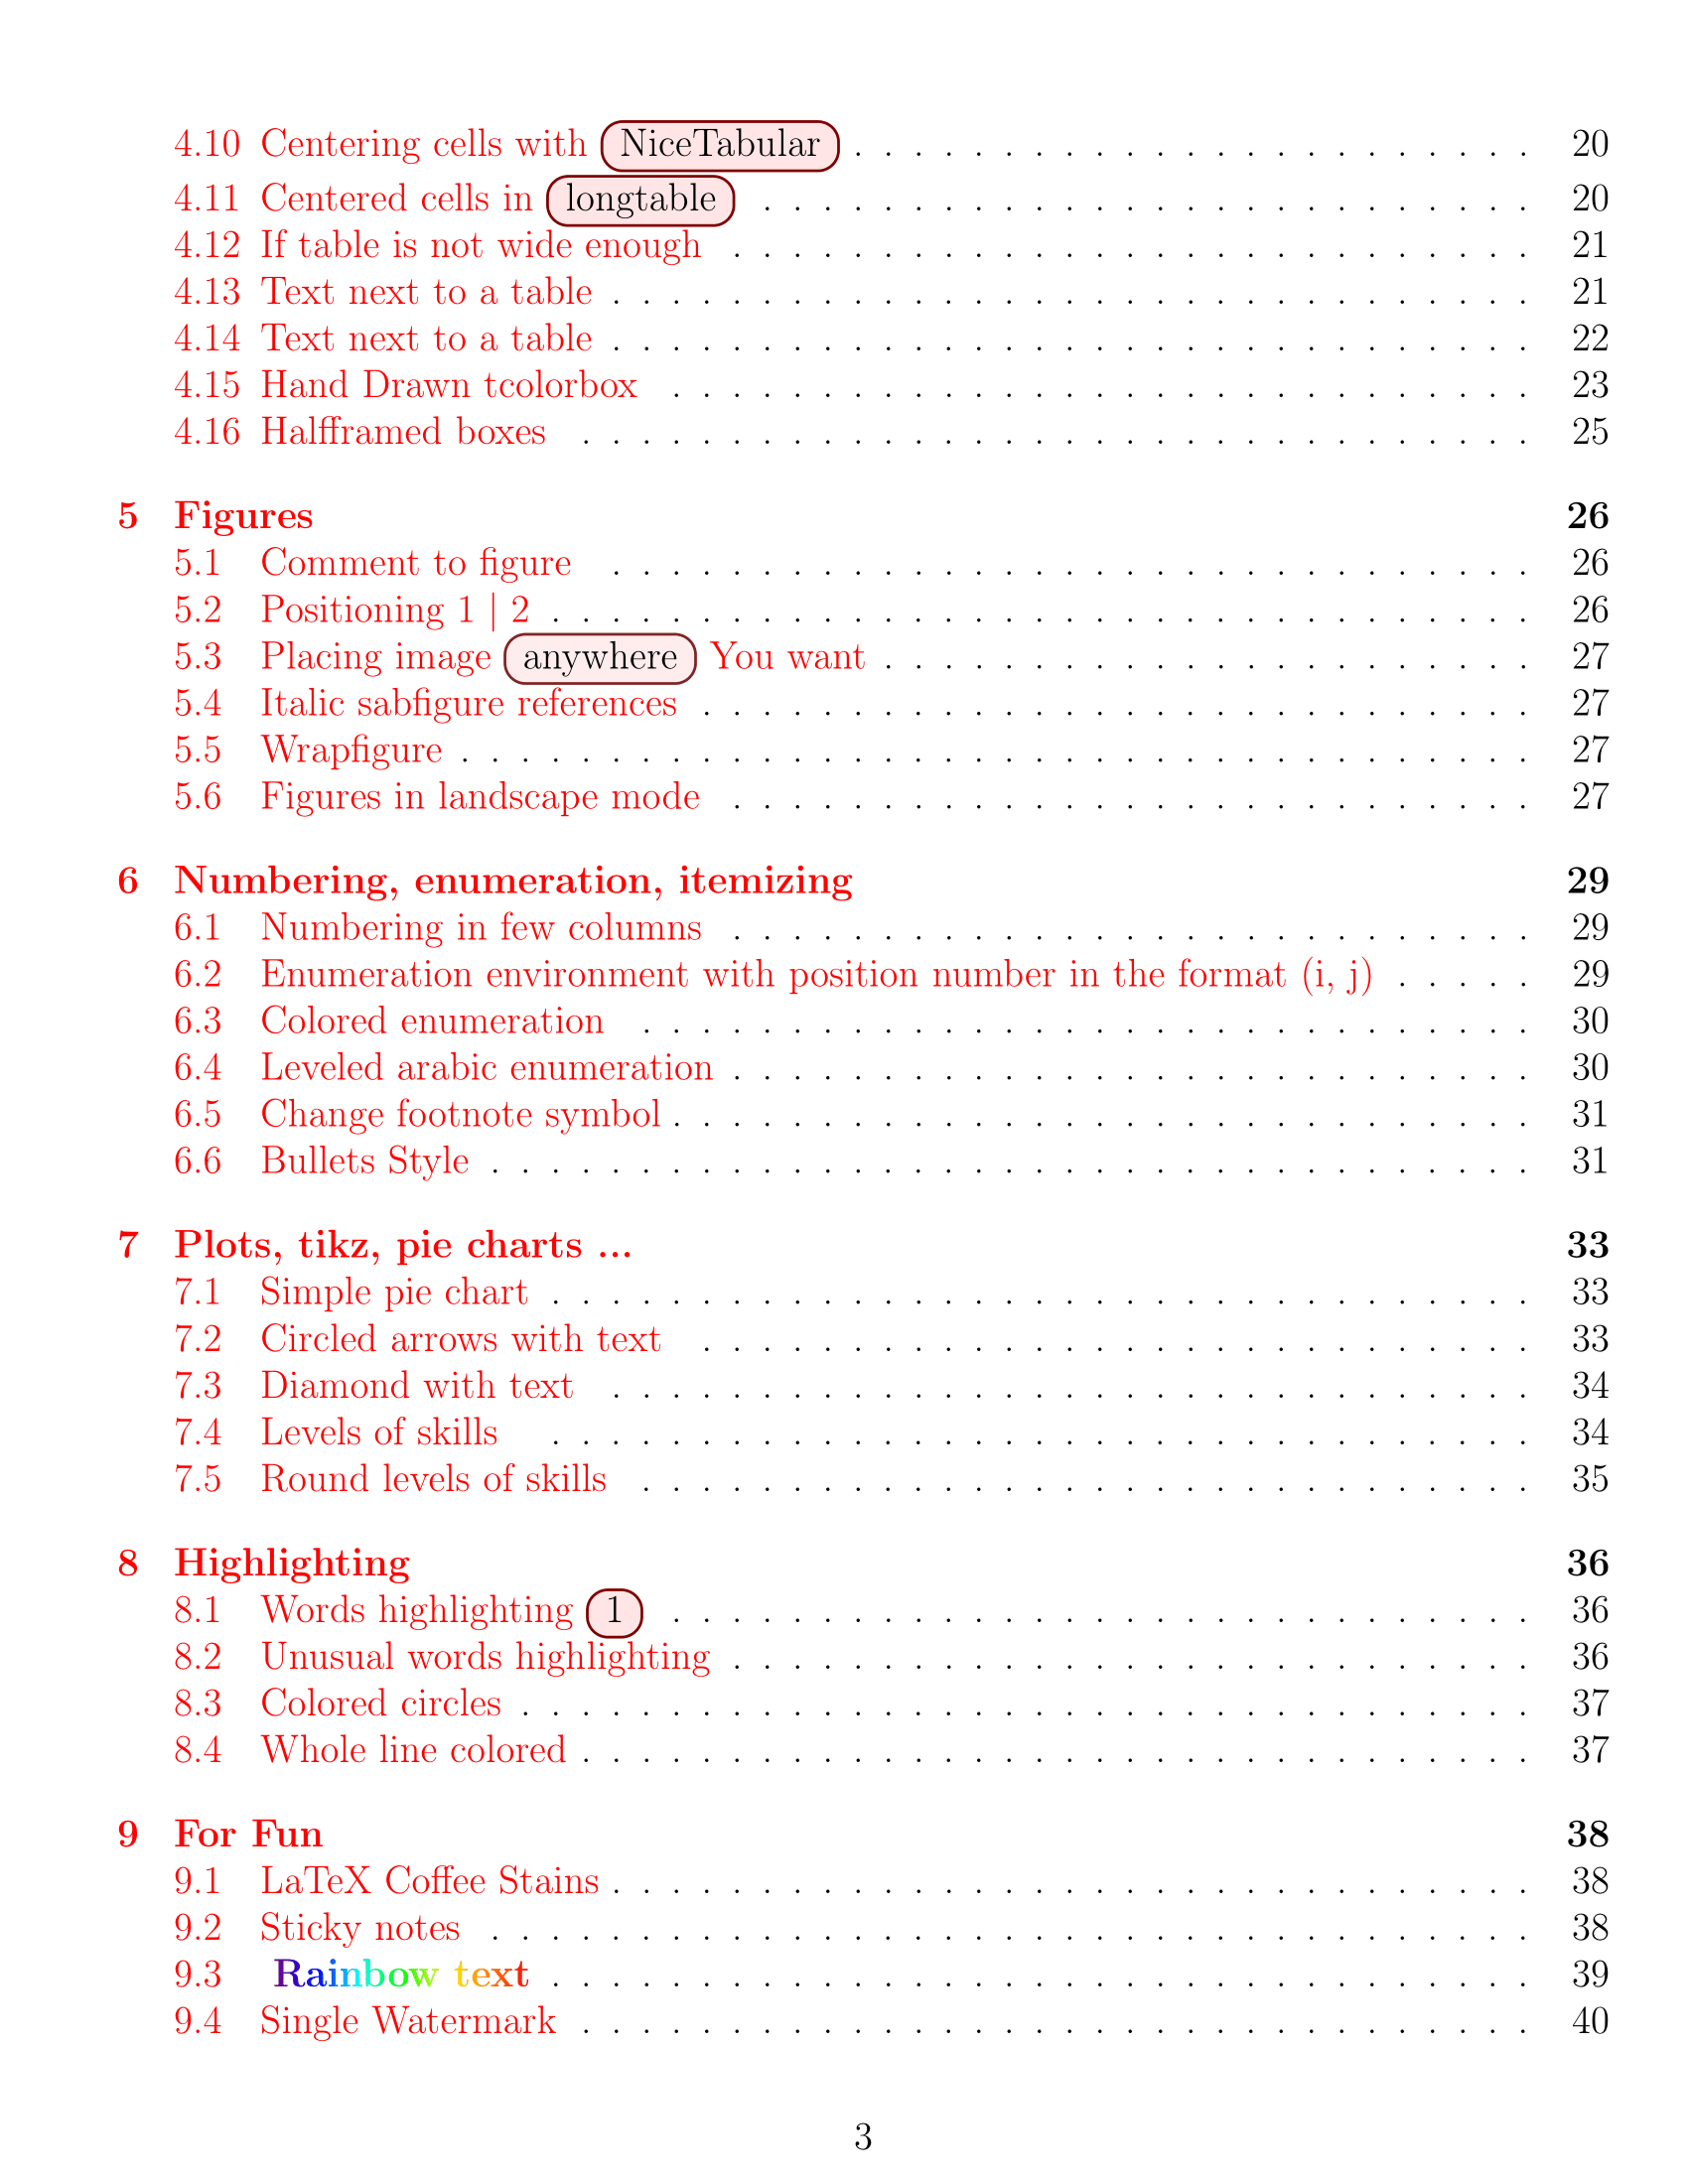 4.10 Centering cells with NiceTabular . . . . . . . . . . . . . . . . . . . . . . . 20
4.11 Centered cells in longtable . . . . . . . . . . . . . . . . . . . . . . . . . . 20
4.12 If table is not wide enough . . . . . . . . . . . . . . . . . . . . . . . . . . . 21
4.13 Text next to a table . . . . . . . . . . . . . . . . . . . . . . . . . . . . . . . 21
4.14 Text next to a table . . . . . . . . . . . . . . . . . . . . . . . . . . . . . . . 22
4.15 Hand Drawn tcolorbox . . . . . . . . . . . . . . . . . . . . . . . . . . . . . 23
4.16 Halfframed boxes . . . . . . . . . . . . . . . . . . . . . . . . . . . . . . . . 25
5 Figures 26
5.1 Comment to figure . . . . . . . . . . . . . . . . . . . . . . . . . . . . . . . 26
5.2 Positioning 1 | 2 . . . . . . . . . . . . . . . . . . . . . . . . . . . . . . . . . 26
5.3 Placing image anywhere You want . . . . . . . . . . . . . . . . . . . . . . 27
5.4 Italic sabfigure references . . . . . . . . . . . . . . . . . . . . . . . . . . . . 27
5.5 Wrapfigure . . . . . . . . . . . . . . . . . . . . . . . . . . . . . . . . . . . . 27
5.6 Figures in landscape mode . . . . . . . . . . . . . . . . . . . . . . . . . . . 27
6 Numbering, enumeration, itemizing 29
6.1 Numbering in few columns . . . . . . . . . . . . . . . . . . . . . . . . . . . 29
6.2 Enumeration environment with position number in the format (i, j) . . . . . 29
6.3 Colored enumeration . . . . . . . . . . . . . . . . . . . . . . . . . . . . . . 30
6.4 Leveled arabic enumeration . . . . . . . . . . . . . . . . . . . . . . . . . . . 30
6.5 Change footnote symbol . . . . . . . . . . . . . . . . . . . . . . . . . . . . . 31
6.6 Bullets Style . . . . . . . . . . . . . . . . . . . . . . . . . . . . . . . . . . . 31
7 Plots, tikz, pie charts ... 33
7.1 Simple pie chart . . . . . . . . . . . . . . . . . . . . . . . . . . . . . . . . . 33
7.2 Circled arrows with text . . . . . . . . . . . . . . . . . . . . . . . . . . . . 33
7.3 Diamond with text . . . . . . . . . . . . . . . . . . . . . . . . . . . . . . . 34
7.4 Levels of skills . . . . . . . . . . . . . . . . . . . . . . . . . . . . . . . . . 34
7.5 Round levels of skills . . . . . . . . . . . . . . . . . . . . . . . . . . . . . . 35
8 Highlighting 36
8.1 Words highlighting 1 . . . . . . . . . . . . . . . . . . . . . . . . . . . . . 36
8.2 Unusual words highlighting . . . . . . . . . . . . . . . . . . . . . . . . . . . 36
8.3 Colored circles . . . . . . . . . . . . . . . . . . . . . . . . . . . . . . . . . . 37
8.4 Whole line colored . . . . . . . . . . . . . . . . . . . . . . . . . . . . . . . . 37
9 For Fun 38
9.1 LaTeX Coffee Stains . . . . . . . . . . . . . . . . . . . . . . . . . . . . . . . 38
9.2 Sticky notes . . . . . . . . . . . . . . . . . . . . . . . . . . . . . . . . . . . 38
9.3 Rainbow text . . . . . . . . . . . . . . . . . . . . . . . . . . . . . . . . . 39
9.4 Single Watermark . . . . . . . . . . . . . . . . . . . . . . . . . . . . . . . . 40
3